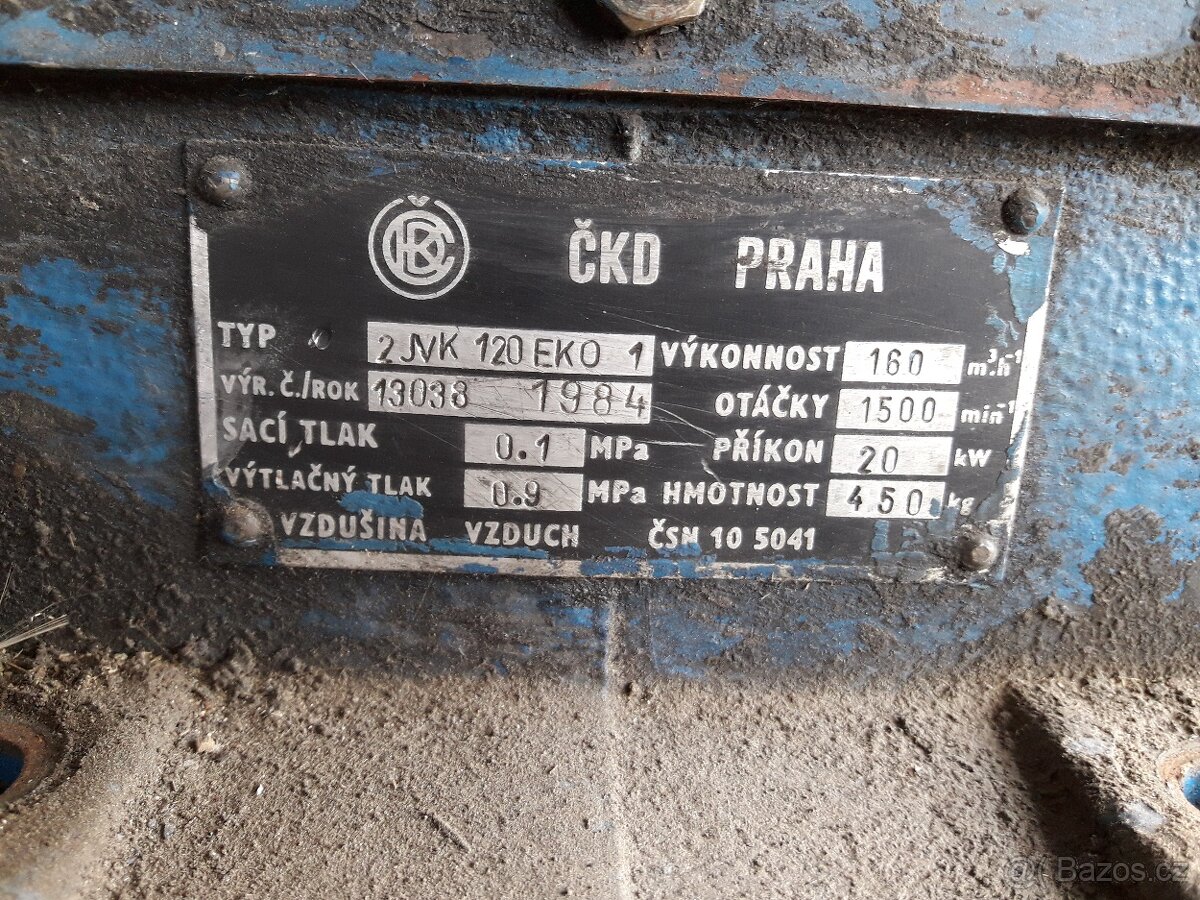 ČKD ČKD PRAHA
TYP 2 JVK 120 EKO 1 VÝKONNOST 160 m³h⁻¹
VÝR. Č./ROK 13038 1984 OTÁČKY 1500 min⁻¹
SACÍ TLAK 0.1 MPa PŘÍKON 20 kW
VÝTLAČNÝ TLAK 0.9 MPa HMOTNOST 450 kg
VZDUŠINA VZDUCH ČSN 10 5041
Bazos.cz